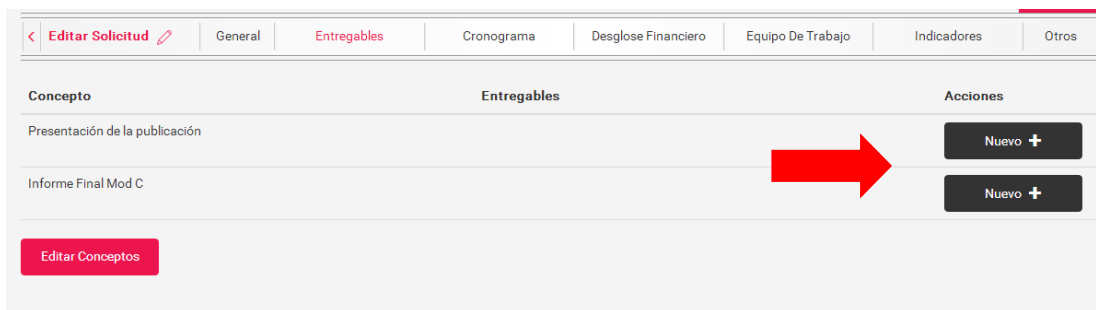 Editar Solicitud General Entregables Cronograma Desglose Financiero Equipo De Trabajo Indicadores Otros
Concepto Entregables Acciones
Presentación de la publicación Nuevo +
Informe Final Mod C Nuevo +
Editar Conceptos